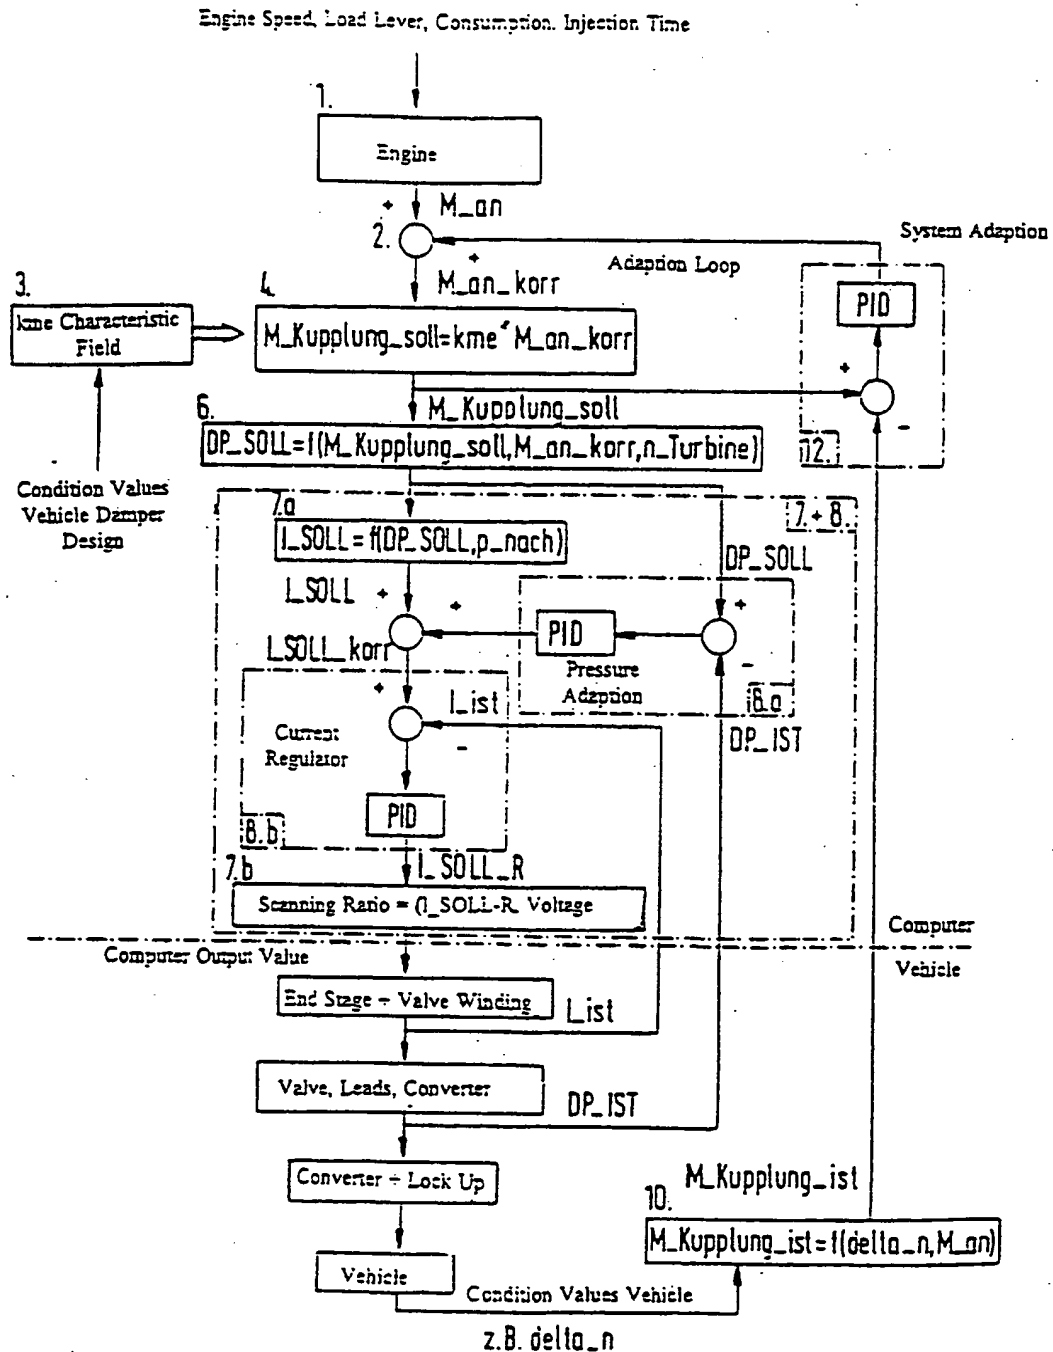 Engine Speed, Load Lever, Consumption. Injection Time
1.
Engine
+
M_an
2.
System Adaption
Adaption Loop
+
M_an_korr
3.
4.
PID
kme Characteristic
Field
M_Kupplung_soll=kme*M_an_korr
+
M_Kupplung_soll
-
6.
DP_SOLL=f(M_Kupplung_soll,M_an_korr,n_Turbine)
12.
Condition Values
Vehicle Damper
Design
7.a
7.+8.
I_SOLL=f(DP_SOLL,p_nach)
DP_SOLL
I_SOLL
+
+
+
PID
I_SOLL_korr
Pressure
Adaption
-
8.a
+
I_ist
DP_IST
Current
Regulator
-
PID
8.b
I_SOLL_R
7.b
Scanning Ratio = (I_SOLL-R. Voltage
Computer
Computer Output Value
Vehicle
End Stage ÷ Valve Winding
I_ist
Valve, Leads, Converter
DP_IST
Converter ÷ Lock Up
M_Kupplung_ist
10.
M_Kupplung_ist=f(delta_n,M_an)
Vehicle
Condition Values Vehicle
z.B. delta_n